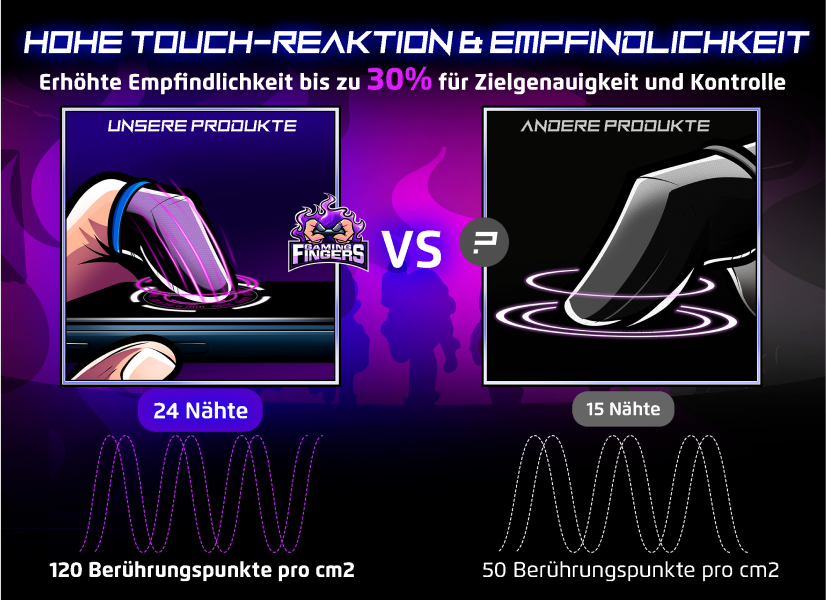 HOHE TOUCH-REAKTION & EMPFINDLICHKEIT
Erhöhte Empfindlichkeit bis zu 30% für Zielgenauigkeit und Kontrolle
UNSERE PRODUKTE
ANDERE PRODUKTE
GAMING
FINGERS
VS
?
24 Nähte
15 Nähte
120 Berührungspunkte pro cm2
50 Berührungspunkte pro cm2